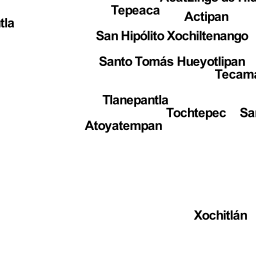 Tepeaca
Actipan
San Hipólito Xochiltenango
Santo Tomás Hueyotlipan
Tlanepantla
Tochtepec
Atoyatempan
Xochitlán